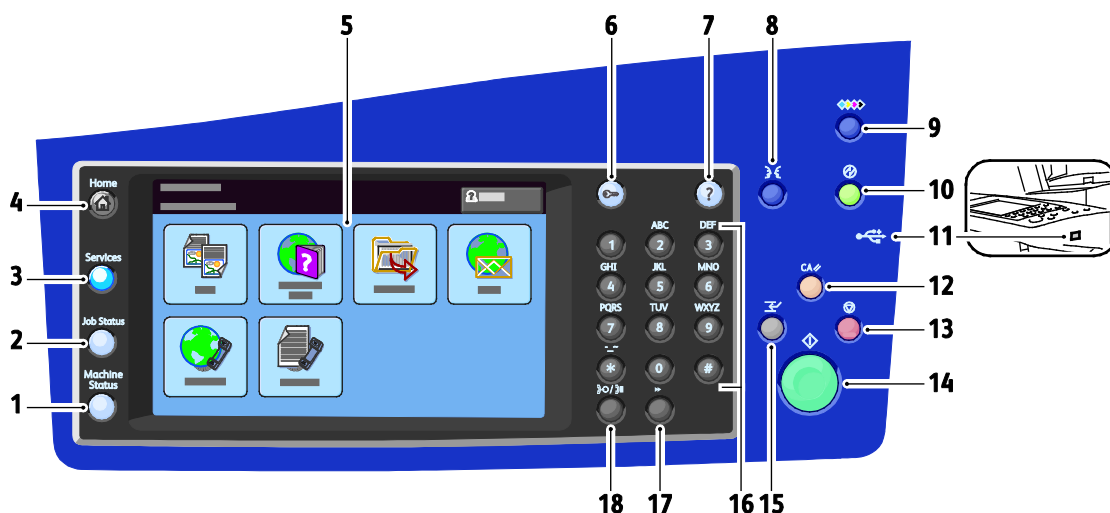 5
6
7
8
9
10
11
12
13
14
4
3
2
1
Home
Services
Job Status
Machine
Status
?
?
?
ABC
DEF
1
2
3
GHI
JKL
MNO
4
5
6
PQRS
TUV
WXYZ
7
8
9
*
0
#
CA
18
17
16
15